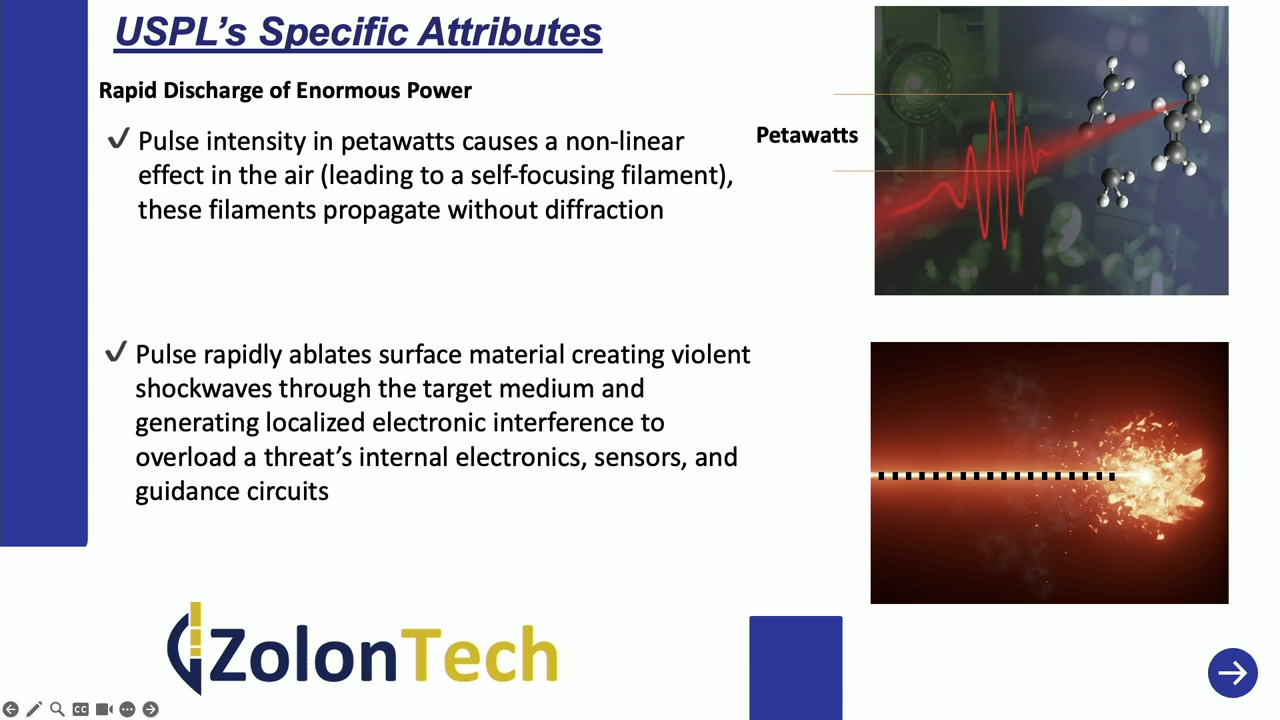 USPL's Specific Attributes
Rapid Discharge of Enormous Power
✓ Pulse intensity in petawatts causes a non-linear
effect in the air (leading to a self-focusing filament),
these filaments propagate without diffraction
Petawatts
✓ Pulse rapidly ablates surface material creating violent
shockwaves through the target medium and
generating localized electronic interference to
overload a threat's internal electronics, sensors, and
guidance circuits
ZolonTech
CC